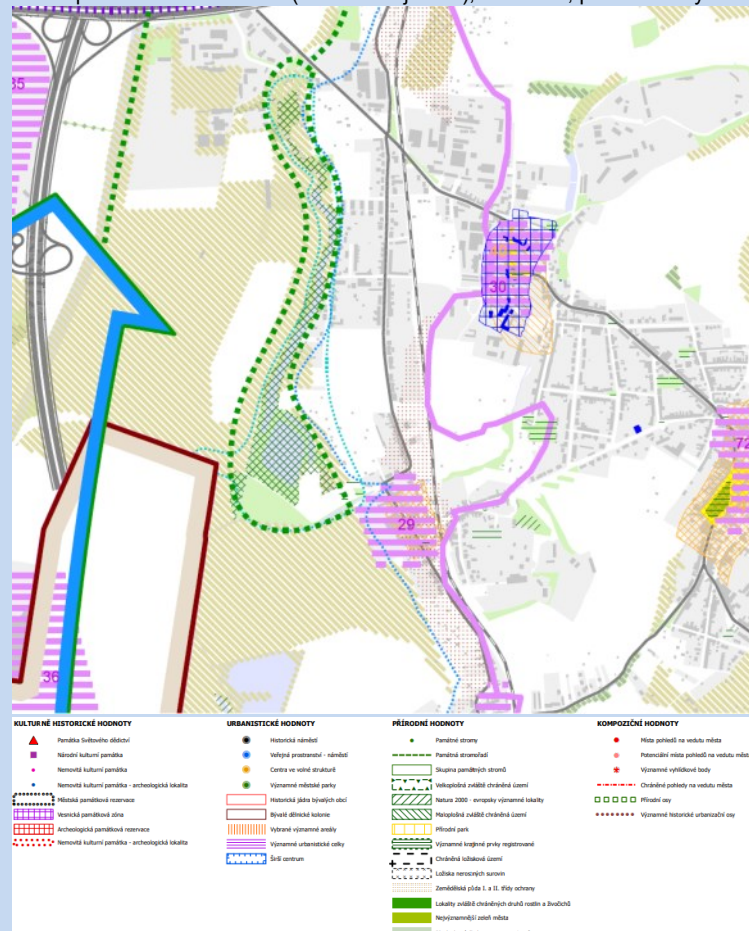 35
30
72
29
36
KULTURNĚ HISTORICKÉ HODNOTY
Památka Světového dědictví
Národní kulturní památka
Nemovitá kulturní památka
Nemovitá kulturní památka - archeologická lokalita
Městská památková rezervace
Vesnická památková zóna
Archeologická památková rezervace
Nemovitá kulturní památka - archeologická lokalita
URBANISTICKÉ HODNOTY
Historická náměstí
Veřejná prostranství - náměstí
Centra ve volné struktuře
Významné městské parky
Historická jádra bývalých obcí
Bývalé dělnické kolonie
Vybrané významné areály
Významné urbanistické celky
Širší centrum
PŘÍRODNÍ HODNOTY
Památné stromy
Památná stromořadí
Skupina památných stromů
Velkoplošná zvláště chráněná území
Natura 2000 - evropsky významné lokality
Maloplošná zvláště chráněná území
Přírodní park
Významné krajinné prvky registrované
Chráněná ložisková území
Ložiska nerostných surovin
Zemědělská půda I. a II. třídy ochrany
Lokality zvláště chráněných druhů rostlin a živočichů
Nejvýznamnější zeleň města
KOMPOZIČNÍ HODNOTY
Místa pohledů na vedutu města
Potenciální místa pohledů na vedutu města
Významné vyhlídkové body
Chráněné pohledy na vedutu města
Přírodní osy
Významné historické urbanizační osy